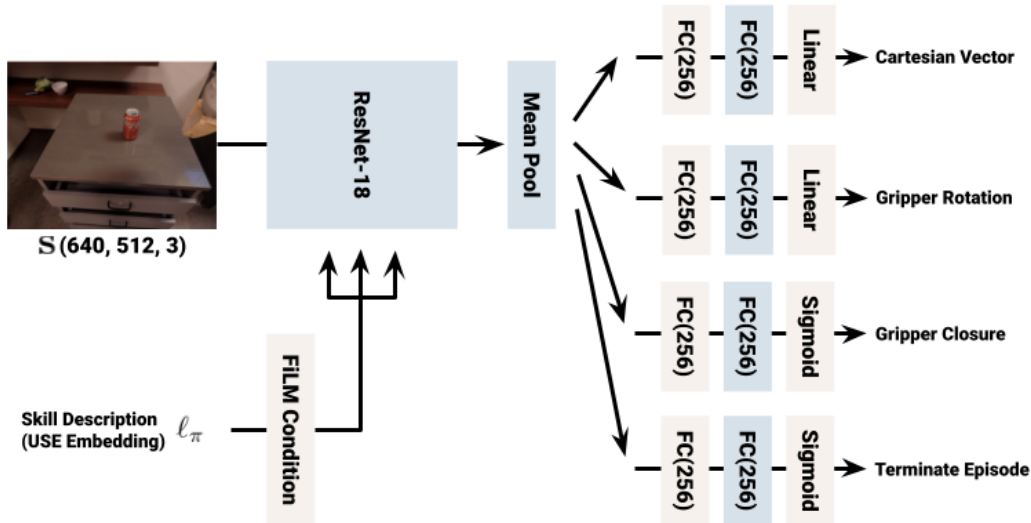 ResNet-18
Mean Pool
FC(256)
FC(256)
Linear
Cartesian Vector
FC(256)
FC(256)
Linear
Gripper Rotation
FC(256)
FC(256)
Sigmoid
Gripper Closure
FC(256)
FC(256)
Sigmoid
Terminate Episode
S (640, 512, 3)
FiLM Condition
Skill Description
(USE Embedding) ℓπ